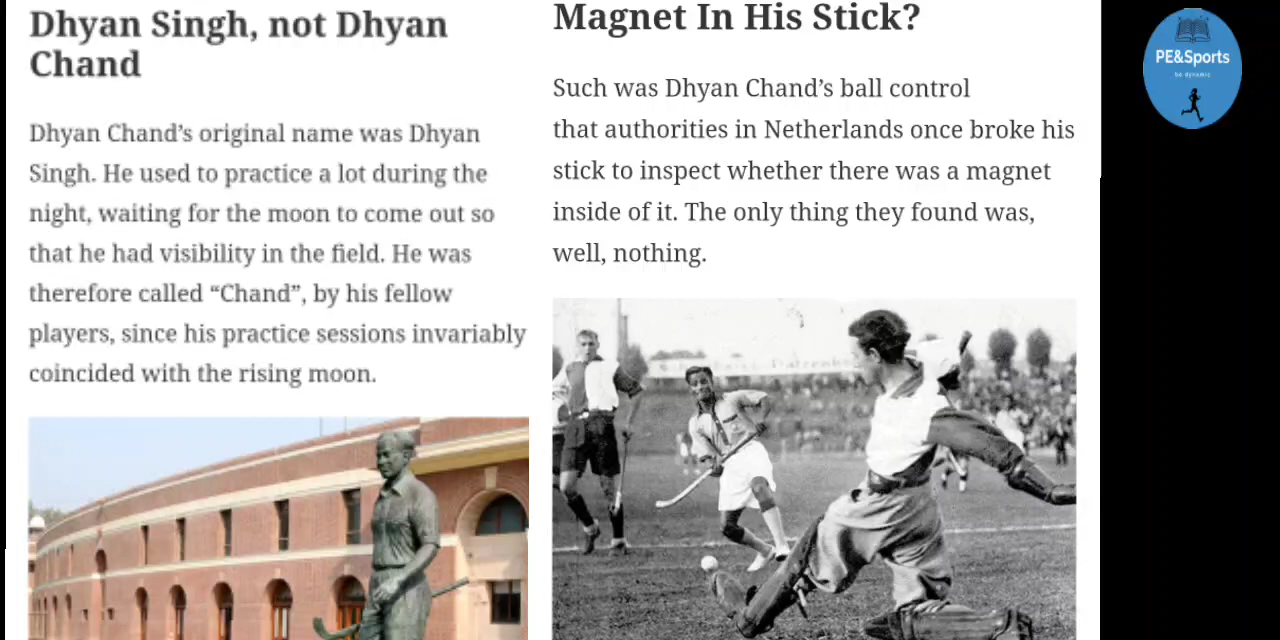 Dhyan Singh, not Dhyan
Chand
Dhyan Chand’s original name was Dhyan
Singh. He used to practice a lot during the
night, waiting for the moon to come out so
that he had visibility in the field. He was
therefore called “Chand”, by his fellow
players, since his practice sessions invariably
coincided with the rising moon.
Magnet In His Stick?
Such was Dhyan Chand’s ball control
that authorities in Netherlands once broke his
stick to inspect whether there was a magnet
inside of it. The only thing they found was,
well, nothing.
PE&Sports
be dynamic